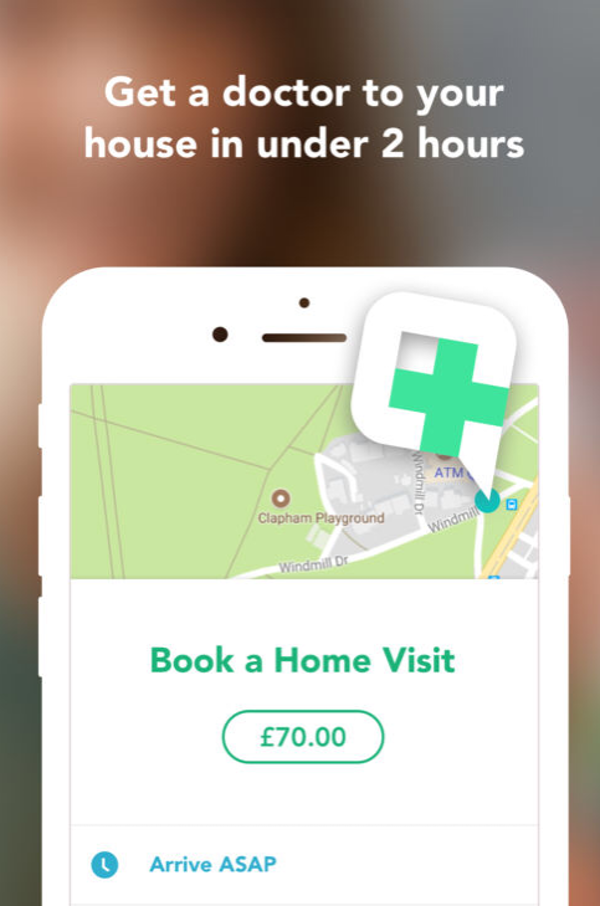 Get a doctor to your
house in under 2 hours
ATM
Windmill Dr
Clapham Playground
Windmill
Windmill Dr
Book a Home Visit
£70.00
Arrive ASAP